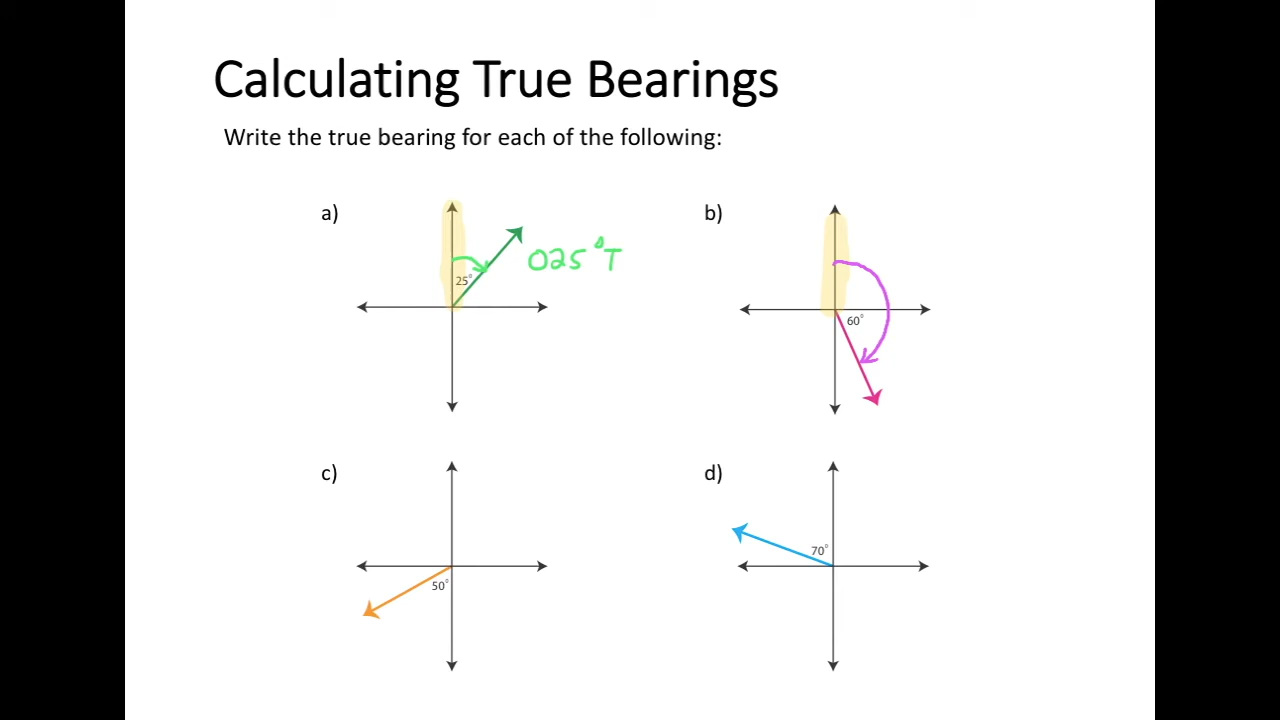 Calculating True Bearings
Write the true bearing for each of the following:
a)
25°
025°T
b)
60°
c)
50°
d)
70°